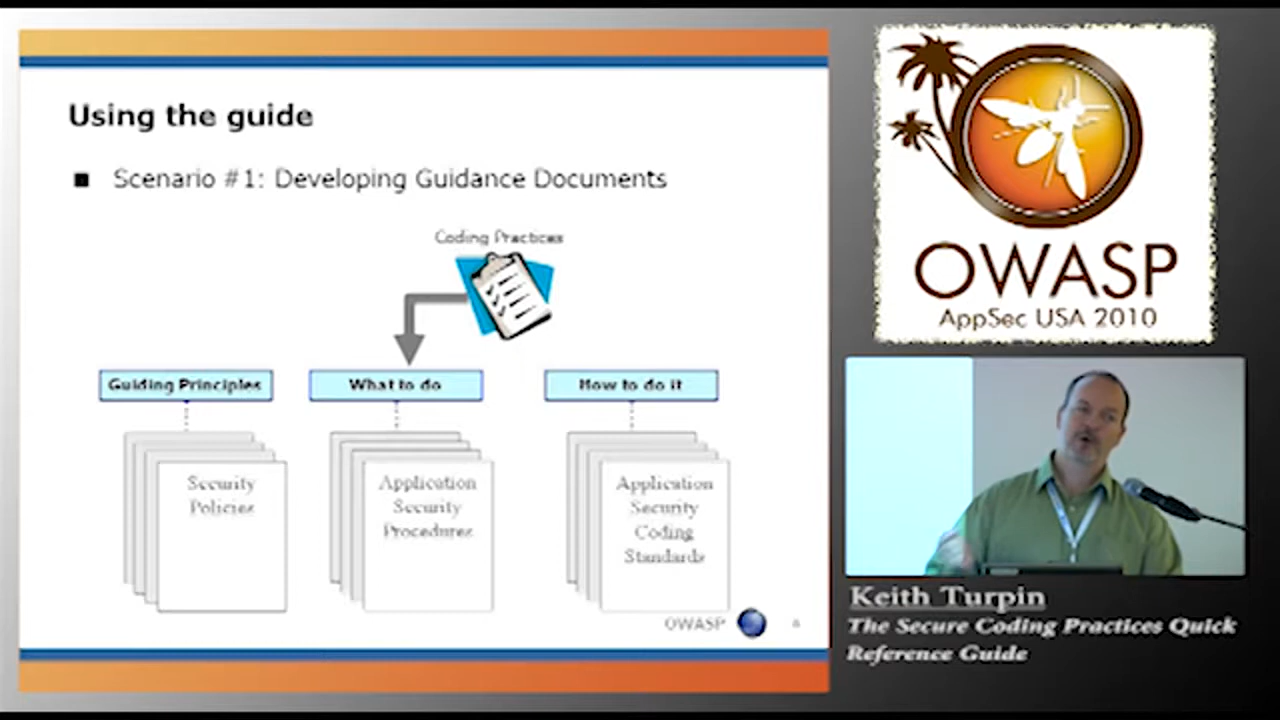 Using the guide
Scenario #1: Developing Guidance Documents
Coding Practices
Guiding Principles
What to do
How to do it
Security
Policies
Application
Security
Procedures
Application
Security
Coding
Standards
OWASP
OWASP
AppSec USA 2010
Keith Turpin
The Secure Coding Practices Quick
Reference Guide